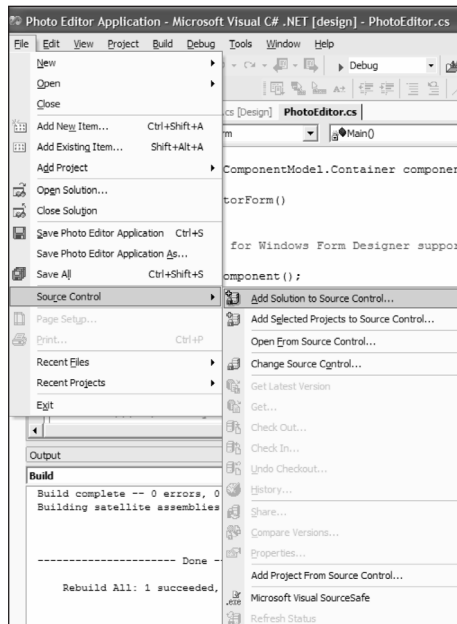 Photo Editor Application - Microsoft Visual C# .NET [design] - PhotoEditor.cs
File Edit View Project Build Debug Tools Window Help
Debug
New
Open
Close
Add New Item... Ctrl+Shift+A
Add Existing Item... Shift+Alt+A
Add Project
Open Solution...
Close Solution
Save Photo Editor Application Ctrl+S
Save Photo Editor Application As...
Save All Ctrl+Shift+S
Source Control
Page Setup...
Print... Ctrl+P
Recent Files
Recent Projects
Exit
.cs [Design] PhotoEditor.cs
rm Main()
ComponentModel.Container componen
torForm()
for Windows Form Designer suppor
omponent();
Add Solution to Source Control...
Add Selected Projects to Source Control...
Open From Source Control...
Change Source Control...
Get Latest Version
Get...
Check Out...
Check In...
Undo Checkout...
History...
Share...
Compare Versions...
Properties...
Add Project From Source Control...
.exe Microsoft Visual SourceSafe
Refresh Status
Output
Build
Build complete -- 0 errors, 0
Building satellite assemblies
---------------------- Done -
Rebuild All: 1 succeeded,